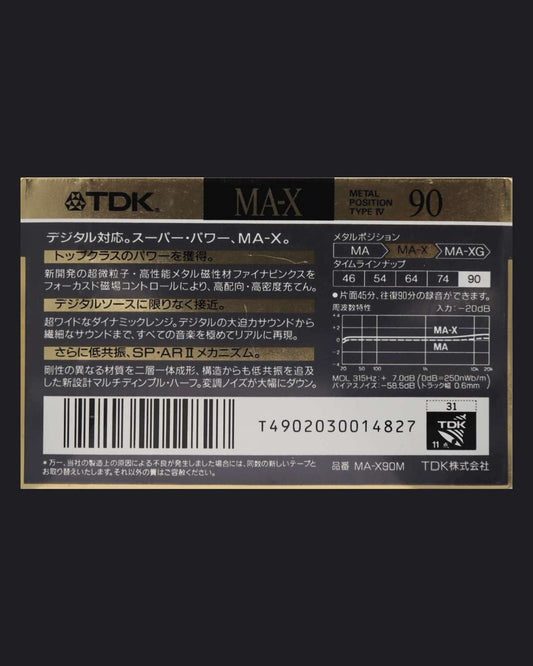 TDK MA-X METAL POSITION TYPE IV 90
デジタル対応。スーパー・パワー、MA-X。
トップクラスのパワーを獲得。
新開発の超微粒子・高性能メタル磁性材ファイナビンクスを
フォーカスド磁場コントロールにより、高配向・高密度充てん。
デジタルソースに限りなく接近。
超ワイドなダイナミックレンジ。デジタルの大迫力サウンドから
繊細なサウンドまで、すべての音楽を極めてリアルに再現。
さらに低共振、SP・ARⅡメカニズム。
剛性の異なる材質を二層一体成形、構造からも低共振を追
及した新設計マルチディンプル・ハーフ。変調ノイズが大幅にダウン。
メタルポジション
MA MA-X MA-XG
タイムラインナップ
46 54 64 74 90
●片面45分、往復90分の録音ができます。
周波数特性 入力:-20dB
+4
+2
0
-2
MA-X
MA
20 50 100 1k 10k 20k
MOL 315Hz:+7.0dB (0dB=250nWb/m)
バイアスノイズ:-58.5dB (トラック幅 0.6mm)
T4902030014827
31
TDK
11 点
*万一、当社の製造上の原因による不良が発生しました場合には、同数の新しいテープと
お取り替えいたします。それ以外の責はご容赦ください。
品番 MA-X90M TDK株式会社